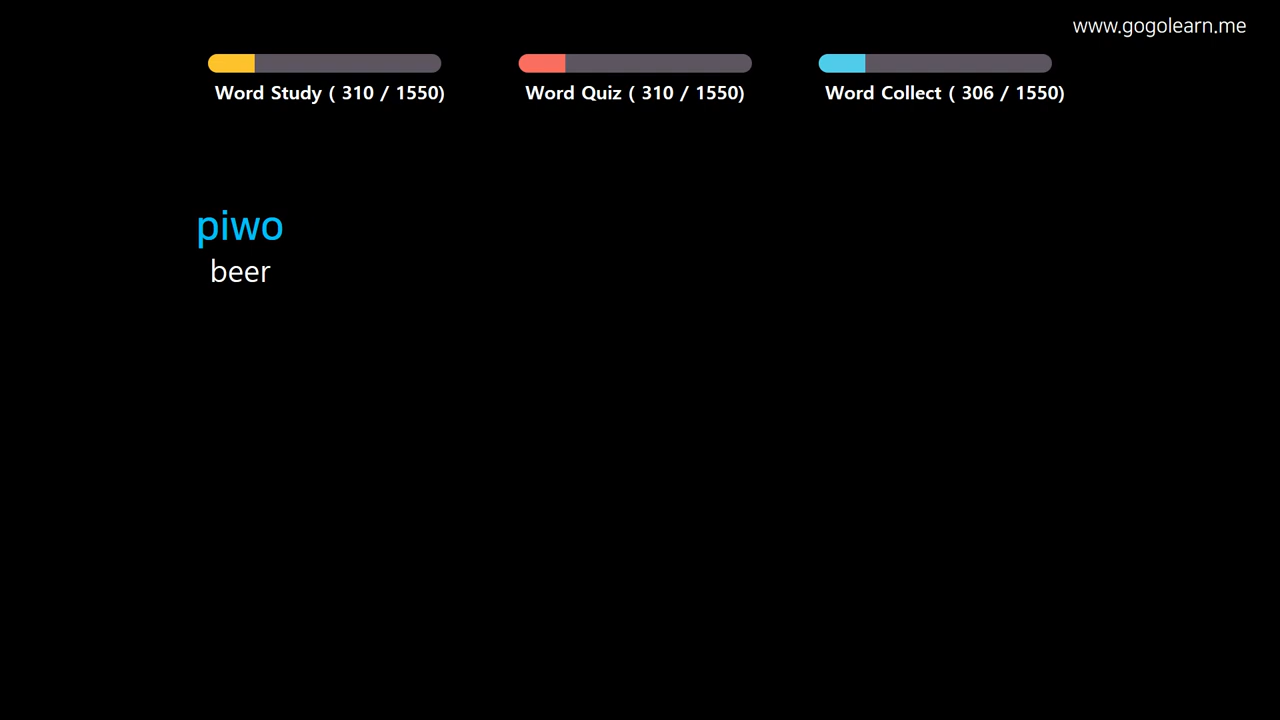 www.gogolearn.me
Word Study ( 310 / 1550)
Word Quiz ( 310 / 1550)
Word Collect ( 306 / 1550)
piwo
beer